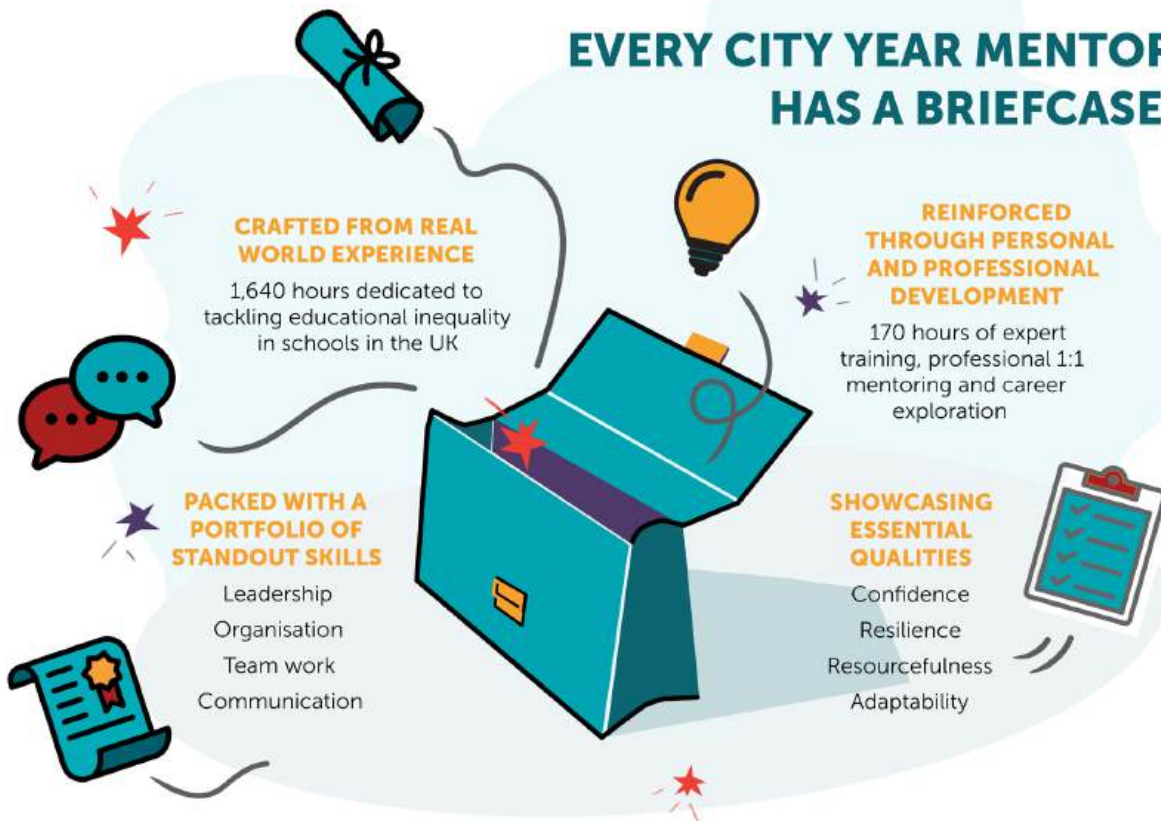 EVERY CITY YEAR MENTOR
HAS A BRIEFCASE
CRAFTED FROM REAL
WORLD EXPERIENCE
1,640 hours dedicated to
tackling educational inequality
in schools in the UK
REINFORCED
THROUGH PERSONAL
AND PROFESSIONAL
DEVELOPMENT
170 hours of expert
training, professional 1:1
mentoring and career
exploration
PACKED WITH A
PORTFOLIO OF
STANDOUT SKILLS
Leadership
Organisation
Team work
Communication
SHOWCASING
ESSENTIAL
QUALITIES
Confidence
Resilience
Resourcefulness
Adaptability